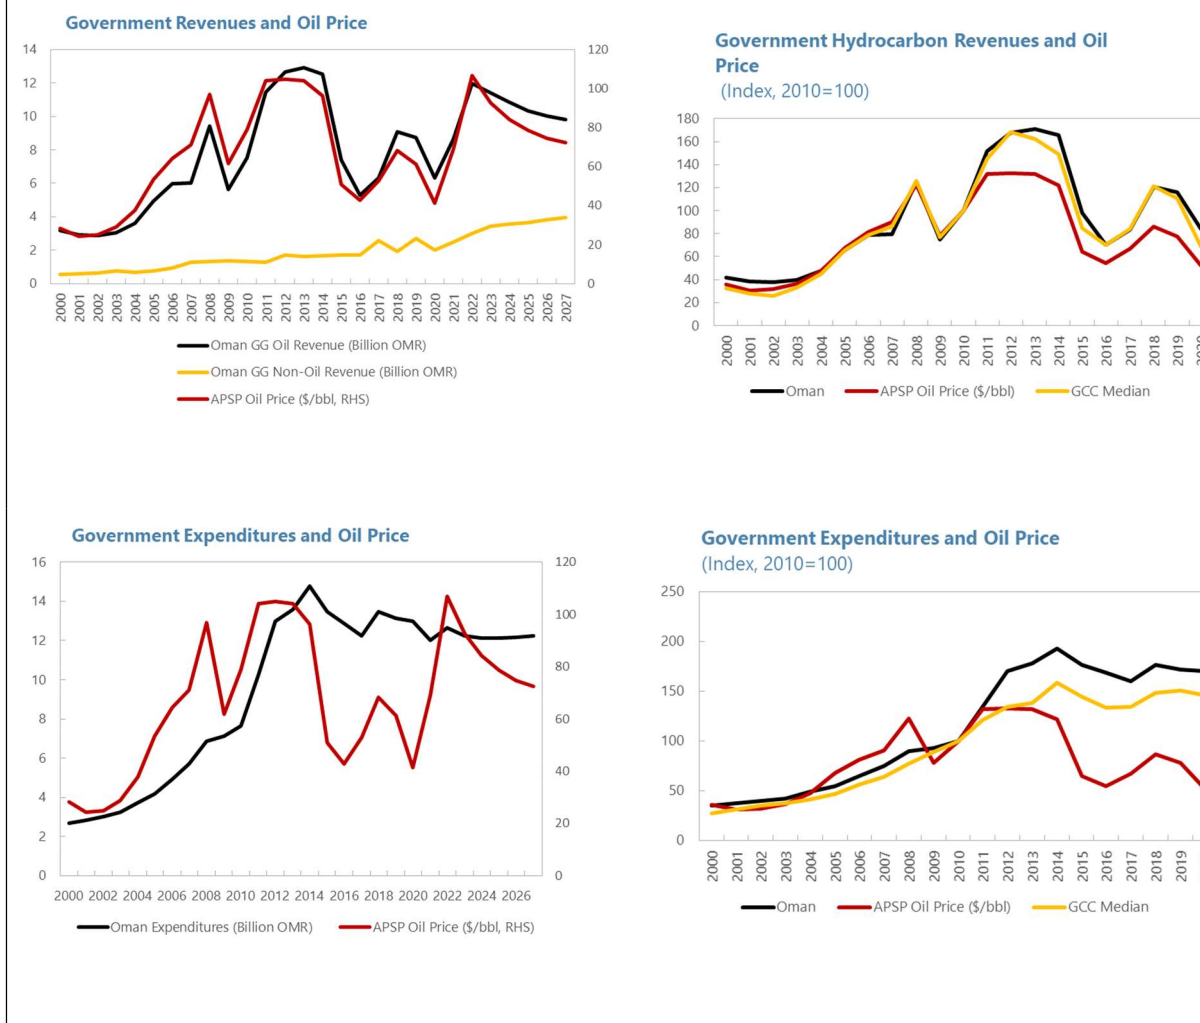 Government Revenues and Oil Price
14
12
10
8
6
4
2
0
120
100
80
60
40
20
0
2000 2001 2002 2003 2004 2005 2006 2007 2008 2009 2010 2011 2012 2013 2014 2015 2016 2017 2018 2019 2020 2021 2022 2023 2024 2025 2026 2027
Oman GG Oil Revenue (Billion OMR)
Oman GG Non-Oil Revenue (Billion OMR)
APSP Oil Price ($/bbl, RHS)
Government Hydrocarbon Revenues and Oil
Price
(Index, 2010=100)
180
160
140
120
100
80
60
40
20
0
2000 2001 2002 2003 2004 2005 2006 2007 2008 2009 2010 2011 2012 2013 2014 2015 2016 2017 2018 2019
Oman APSP Oil Price ($/bbl) GCC Median
Government Expenditures and Oil Price
16
14
12
10
8
6
4
2
0
120
100
80
60
40
20
0
2000 2002 2004 2006 2008 2010 2012 2014 2016 2018 2020 2022 2024 2026
Oman Expenditures (Billion OMR) APSP Oil Price ($/bbl, RHS)
Government Expenditures and Oil Price
(Index, 2010=100)
250
200
150
100
50
0
2000 2001 2002 2003 2004 2005 2006 2007 2008 2009 2010 2011 2012 2013 2014 2015 2016 2017 2018 2019
Oman APSP Oil Price ($/bbl) GCC Median